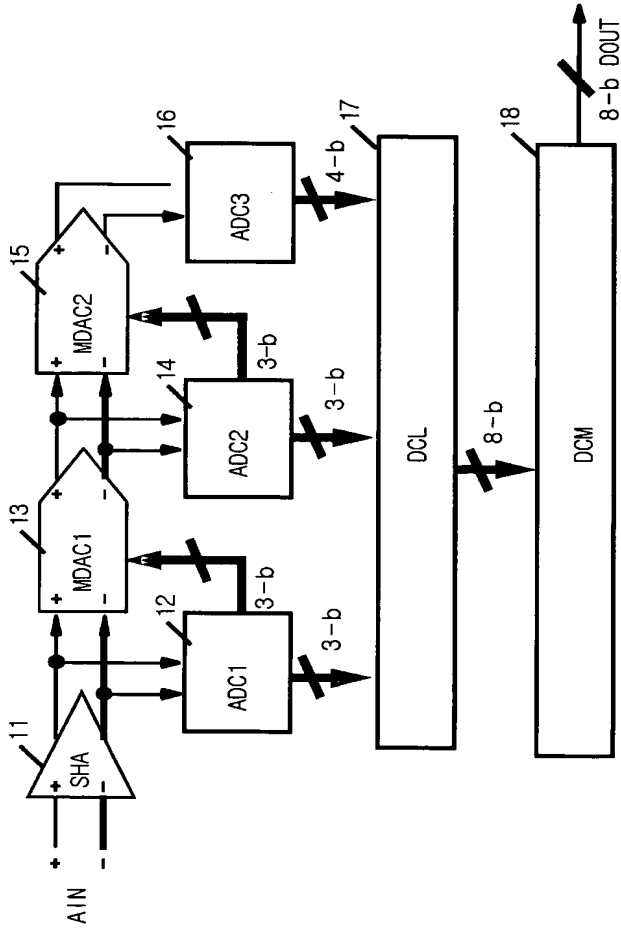 11
13
15
AIN
+
−
+
−
SHA
+
−
MDAC1
+
−
+
−
MDAC2
+
−
12
ADC1
3-b
14
ADC2
3-b
16
ADC3
3-b
3-b
4-b
17
DCL
8-b
18
DCM
8-b DOUT